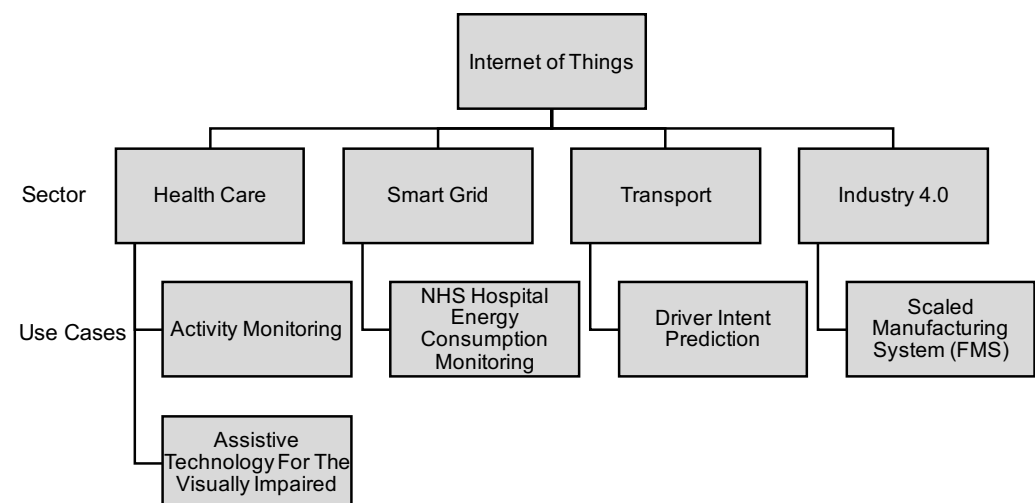 Internet of Things
Sector
Health Care
Smart Grid
Transport
Industry 4.0
Use Cases
Activity Monitoring
NHS Hospital
Energy
Consumption
Monitoring
Driver Intent
Prediction
Scaled
Manufacturing
System (FMS)
Assistive
Technology For The
Visually Impaired